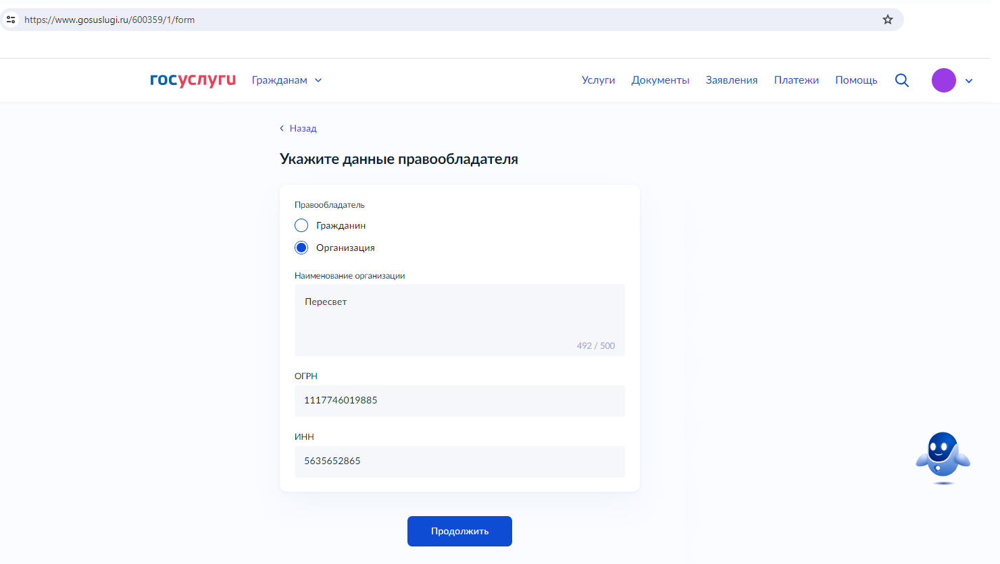 https://www.gosuslugi.ru/600359/1/form
госуслуги Гражданам Услуги Документы Заявления Платежи Помощь
Назад
Укажите данные правообладателя
Правообладатель
Гражданин
Организация
Наименование организации
Пересвет
492 / 500
ОГРН
1117746019885
ИНН
5635652865
Продолжить